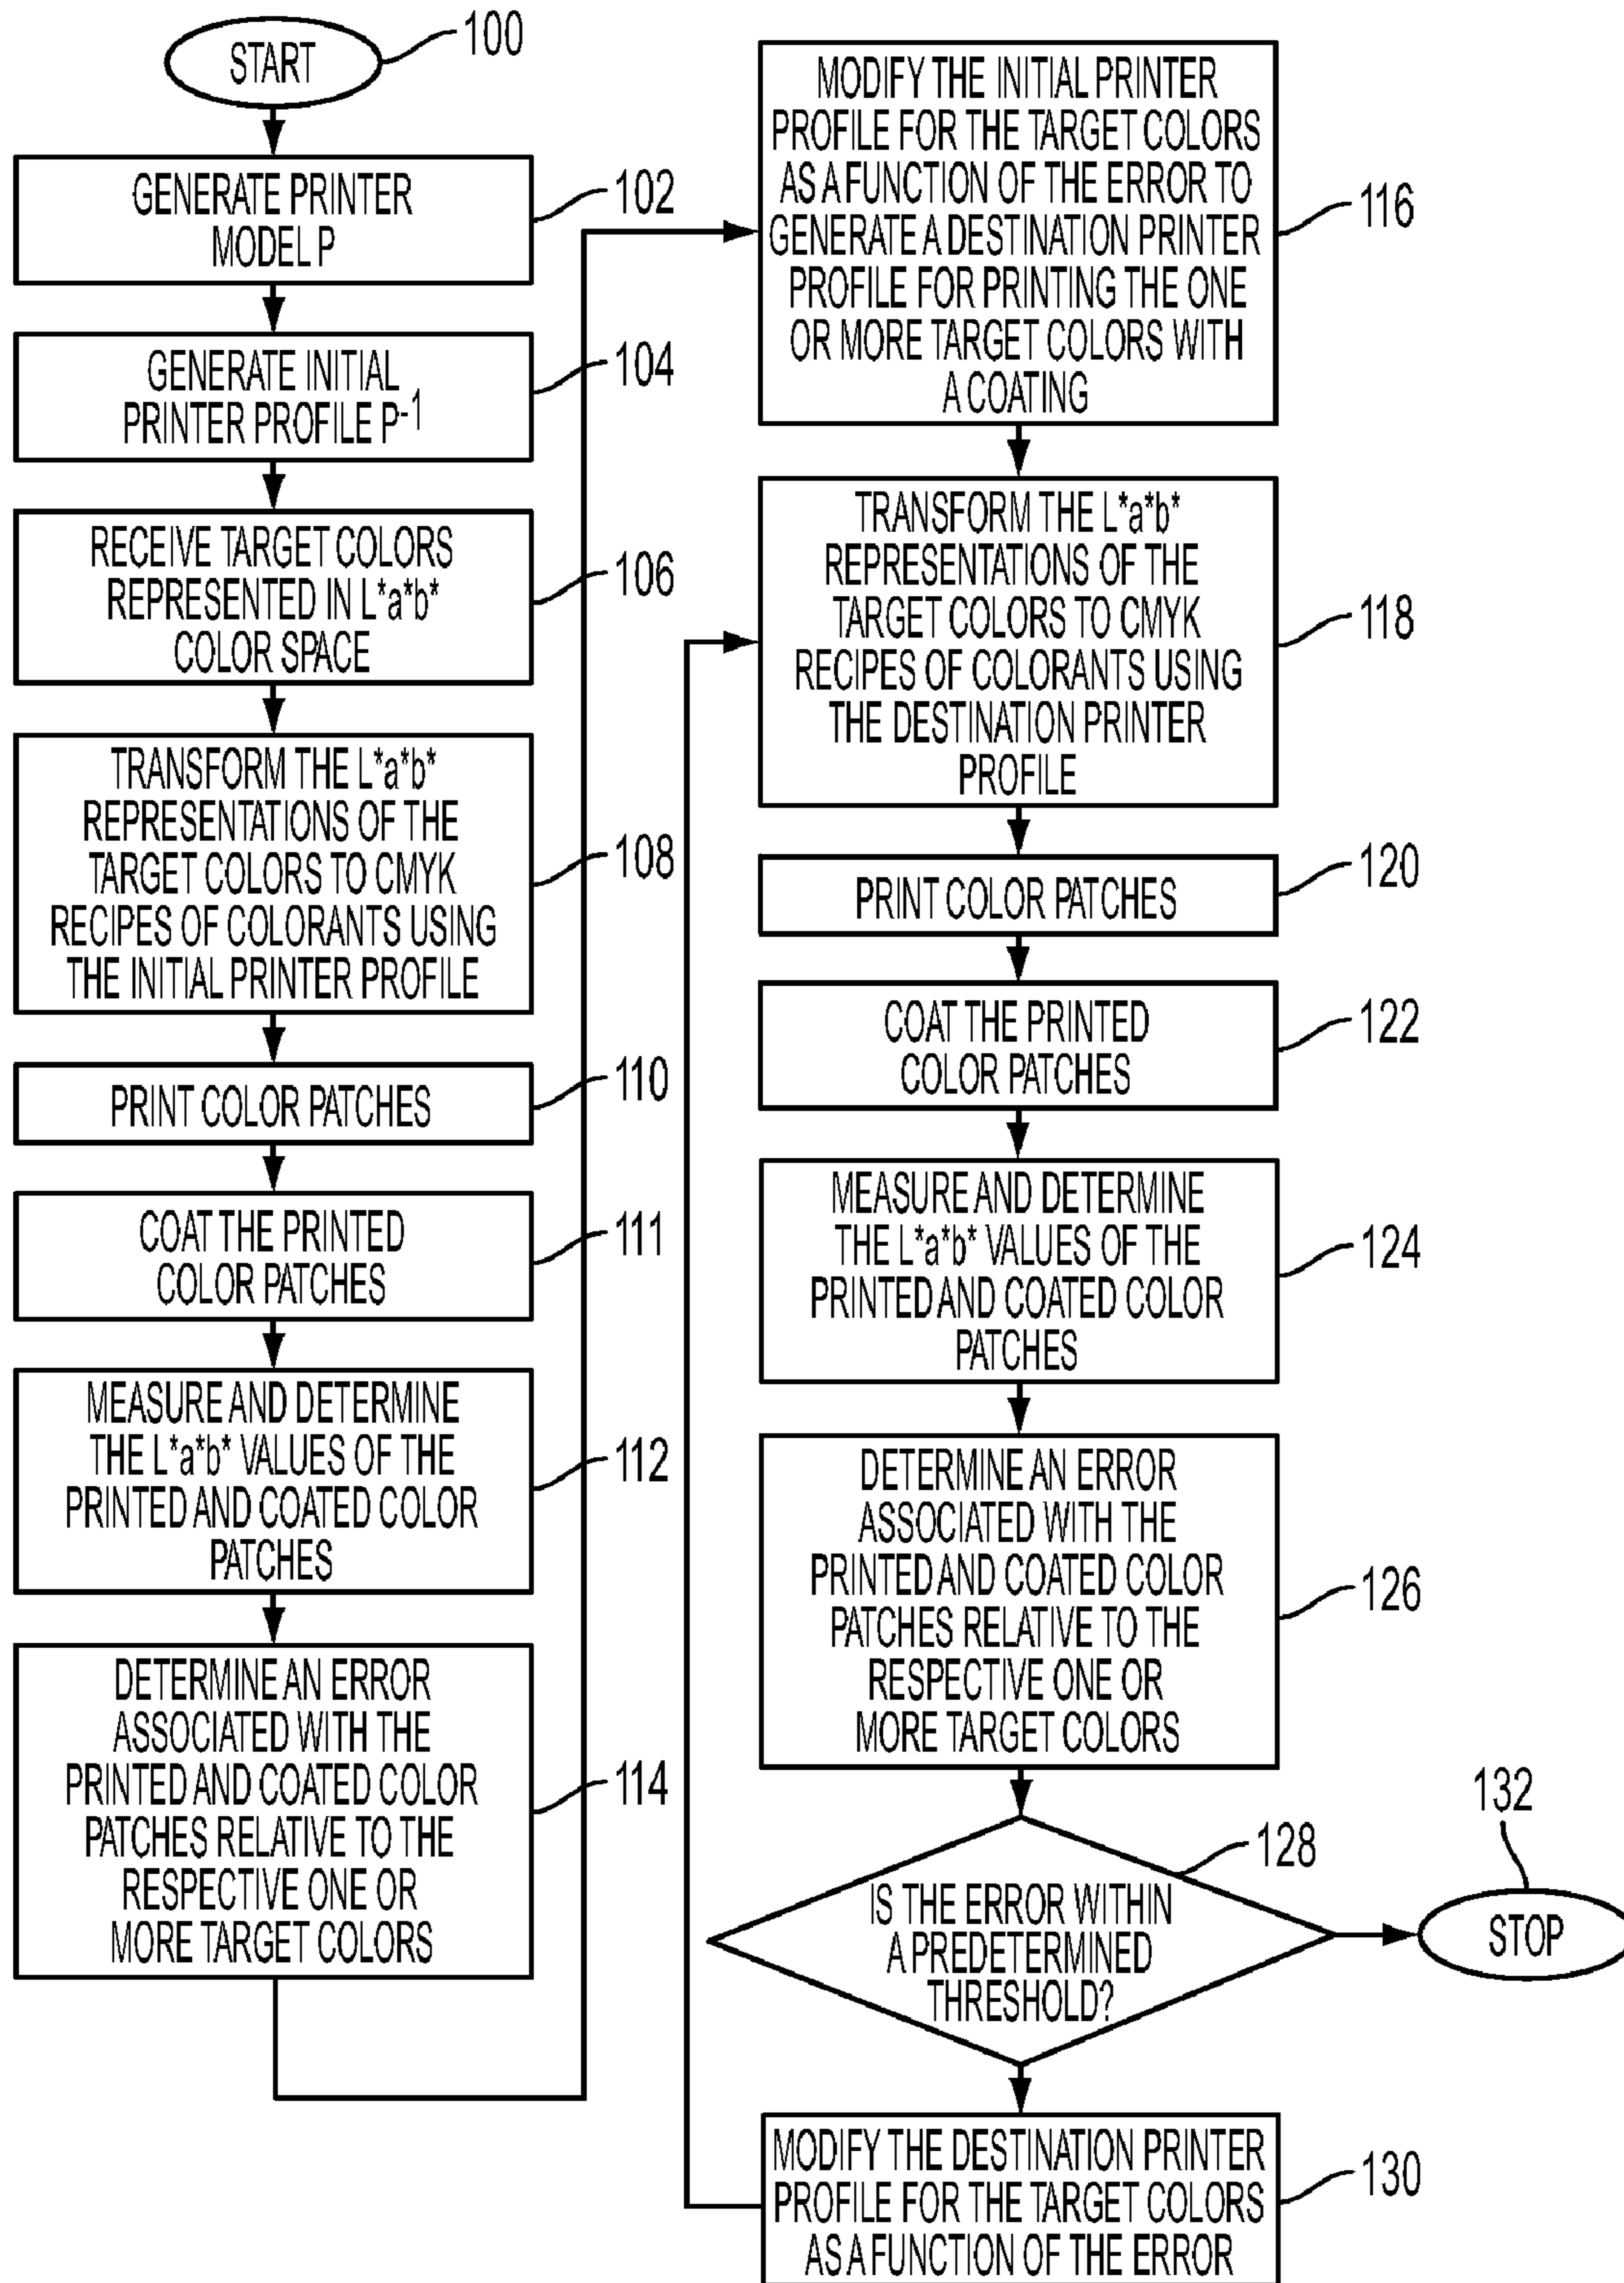 START
100
GENERATE PRINTER
MODEL P
102
GENERATE INITIAL
PRINTER PROFILE P-1
104
RECEIVE TARGET COLORS
REPRESENTED IN L*a*b*
COLOR SPACE
106
TRANSFORM THE L*a*b*
REPRESENTATIONS OF THE
TARGET COLORS TO CMYK
RECIPES OF COLORANTS USING
THE INITIAL PRINTER PROFILE
108
PRINT COLOR PATCHES
110
COAT THE PRINTED
COLOR PATCHES
111
MEASURE AND DETERMINE
THE L*a*b* VALUES OF THE
PRINTED AND COATED COLOR
PATCHES
112
DETERMINE AN ERROR
ASSOCIATED WITH THE
PRINTED AND COATED COLOR
PATCHES RELATIVE TO THE
RESPECTIVE ONE OR
MORE TARGET COLORS
114
MODIFY THE INITIAL PRINTER
PROFILE FOR THE TARGET COLORS
AS A FUNCTION OF THE ERROR TO
GENERATE A DESTINATION PRINTER
PROFILE FOR PRINTING THE ONE
OR MORE TARGET COLORS WITH
A COATING
116
TRANSFORM THE L*a*b*
REPRESENTATIONS OF THE
TARGET COLORS TO CMYK
RECIPES OF COLORANTS USING
THE DESTINATION PRINTER
PROFILE
118
PRINT COLOR PATCHES
120
COAT THE PRINTED
COLOR PATCHES
122
MEASURE AND DETERMINE
THE L*a*b* VALUES OF THE
PRINTED AND COATED COLOR
PATCHES
124
DETERMINE AN ERROR
ASSOCIATED WITH THE
PRINTED AND COATED COLOR
PATCHES RELATIVE TO THE
RESPECTIVE ONE OR
MORE TARGET COLORS
126
IS THE ERROR WITHIN
A PREDETERMINED
THRESHOLD?
128
132
STOP
MODIFY THE DESTINATION PRINTER
PROFILE FOR THE TARGET COLORS
AS A FUNCTION OF THE ERROR
130